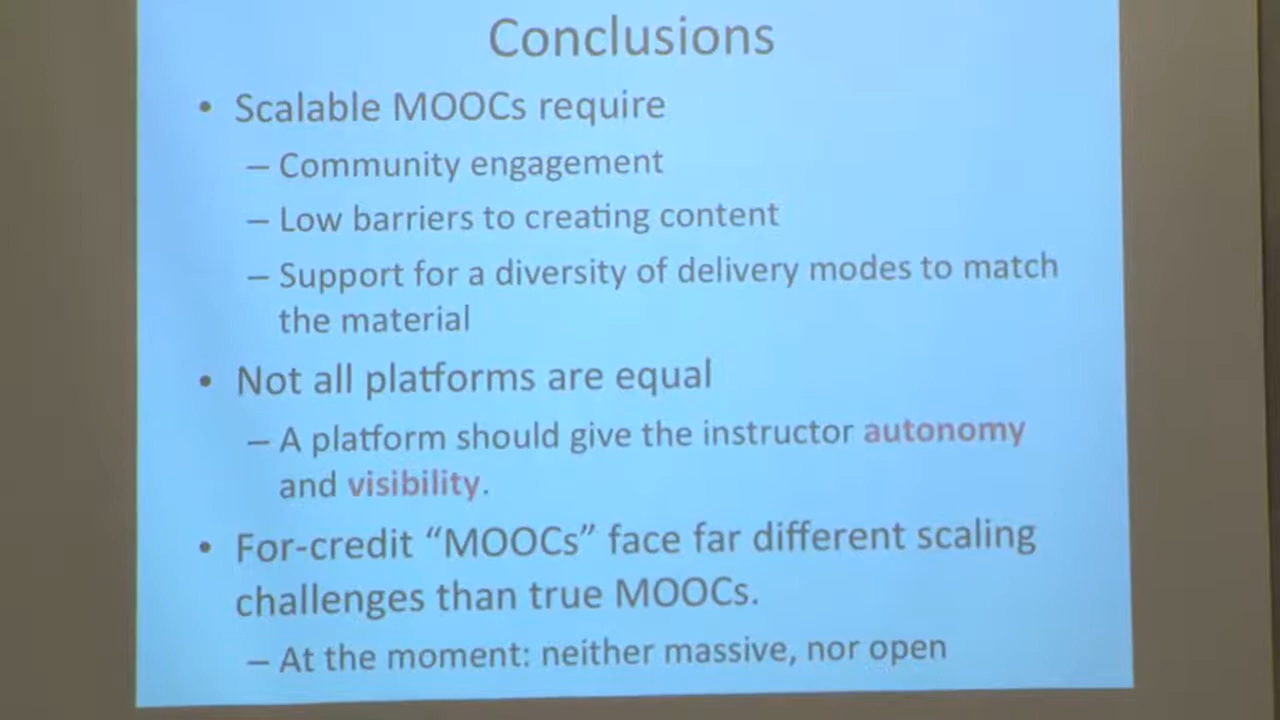 Conclusions
• Scalable MOOCs require
– Community engagement
– Low barriers to creating content
– Support for a diversity of delivery modes to match
the material
• Not all platforms are equal
– A platform should give the instructor autonomy
and visibility.
• For-credit “MOOCs” face far different scaling
challenges than true MOOCs.
– At the moment: neither massive, nor open